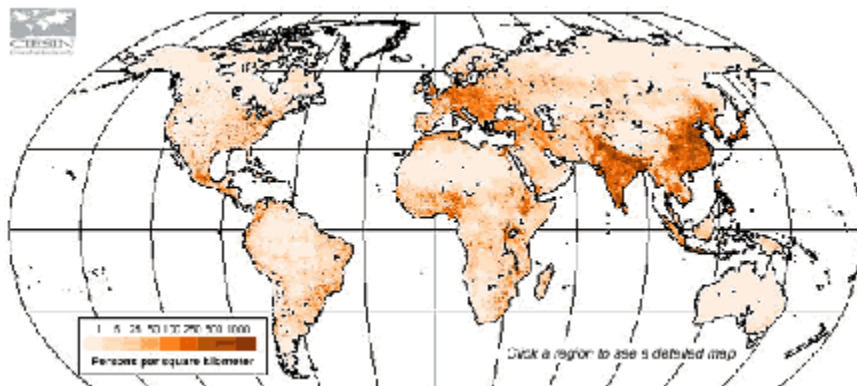 CIESIN
1 5 25 50 100 250 500 1000
Persons per square kilometer
Click a region to see a detailed map